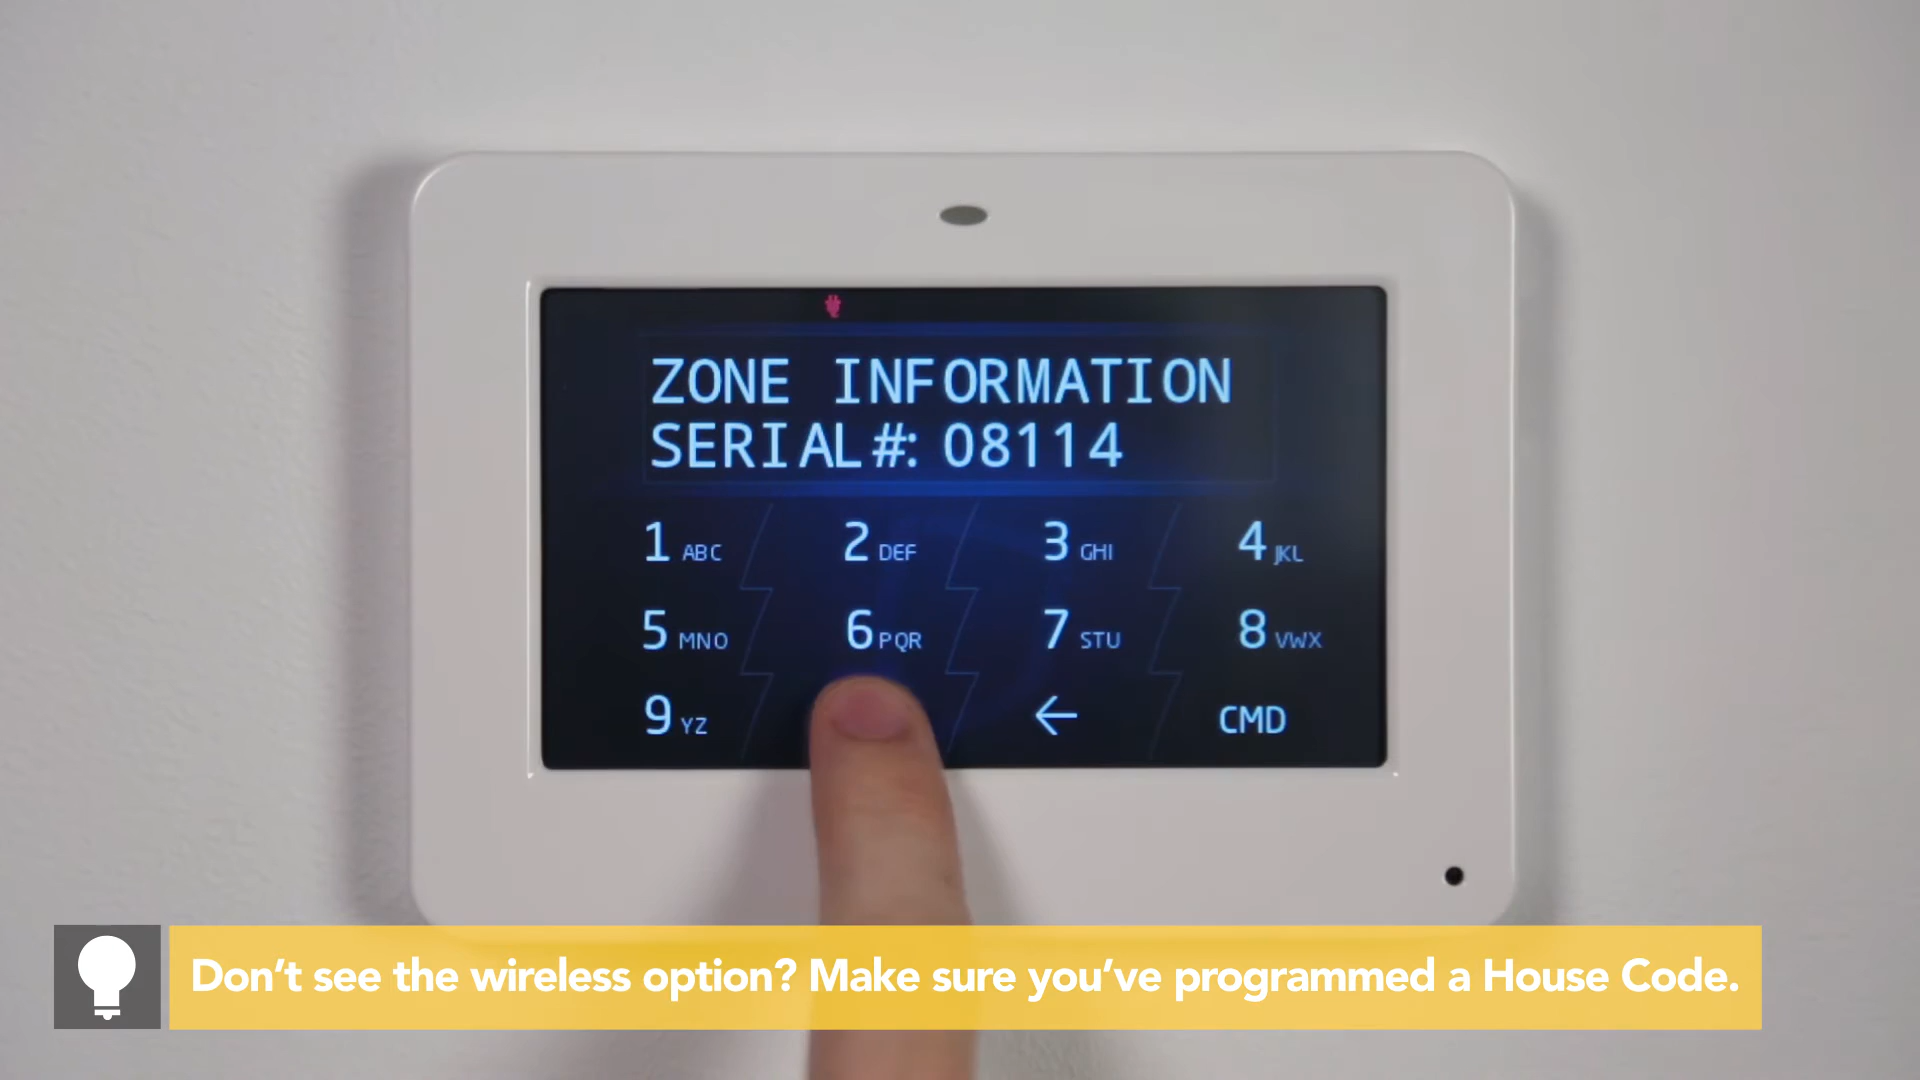 ZONE INFORMATION
SERIAL#: 08114
1 ABC 2 DEF 3 GHI 4 JKL
5 MNO 6 PQR 7 STU 8 VWX
9 YZ ← CMD
Don't see the wireless option? Make sure you've programmed a House Code.